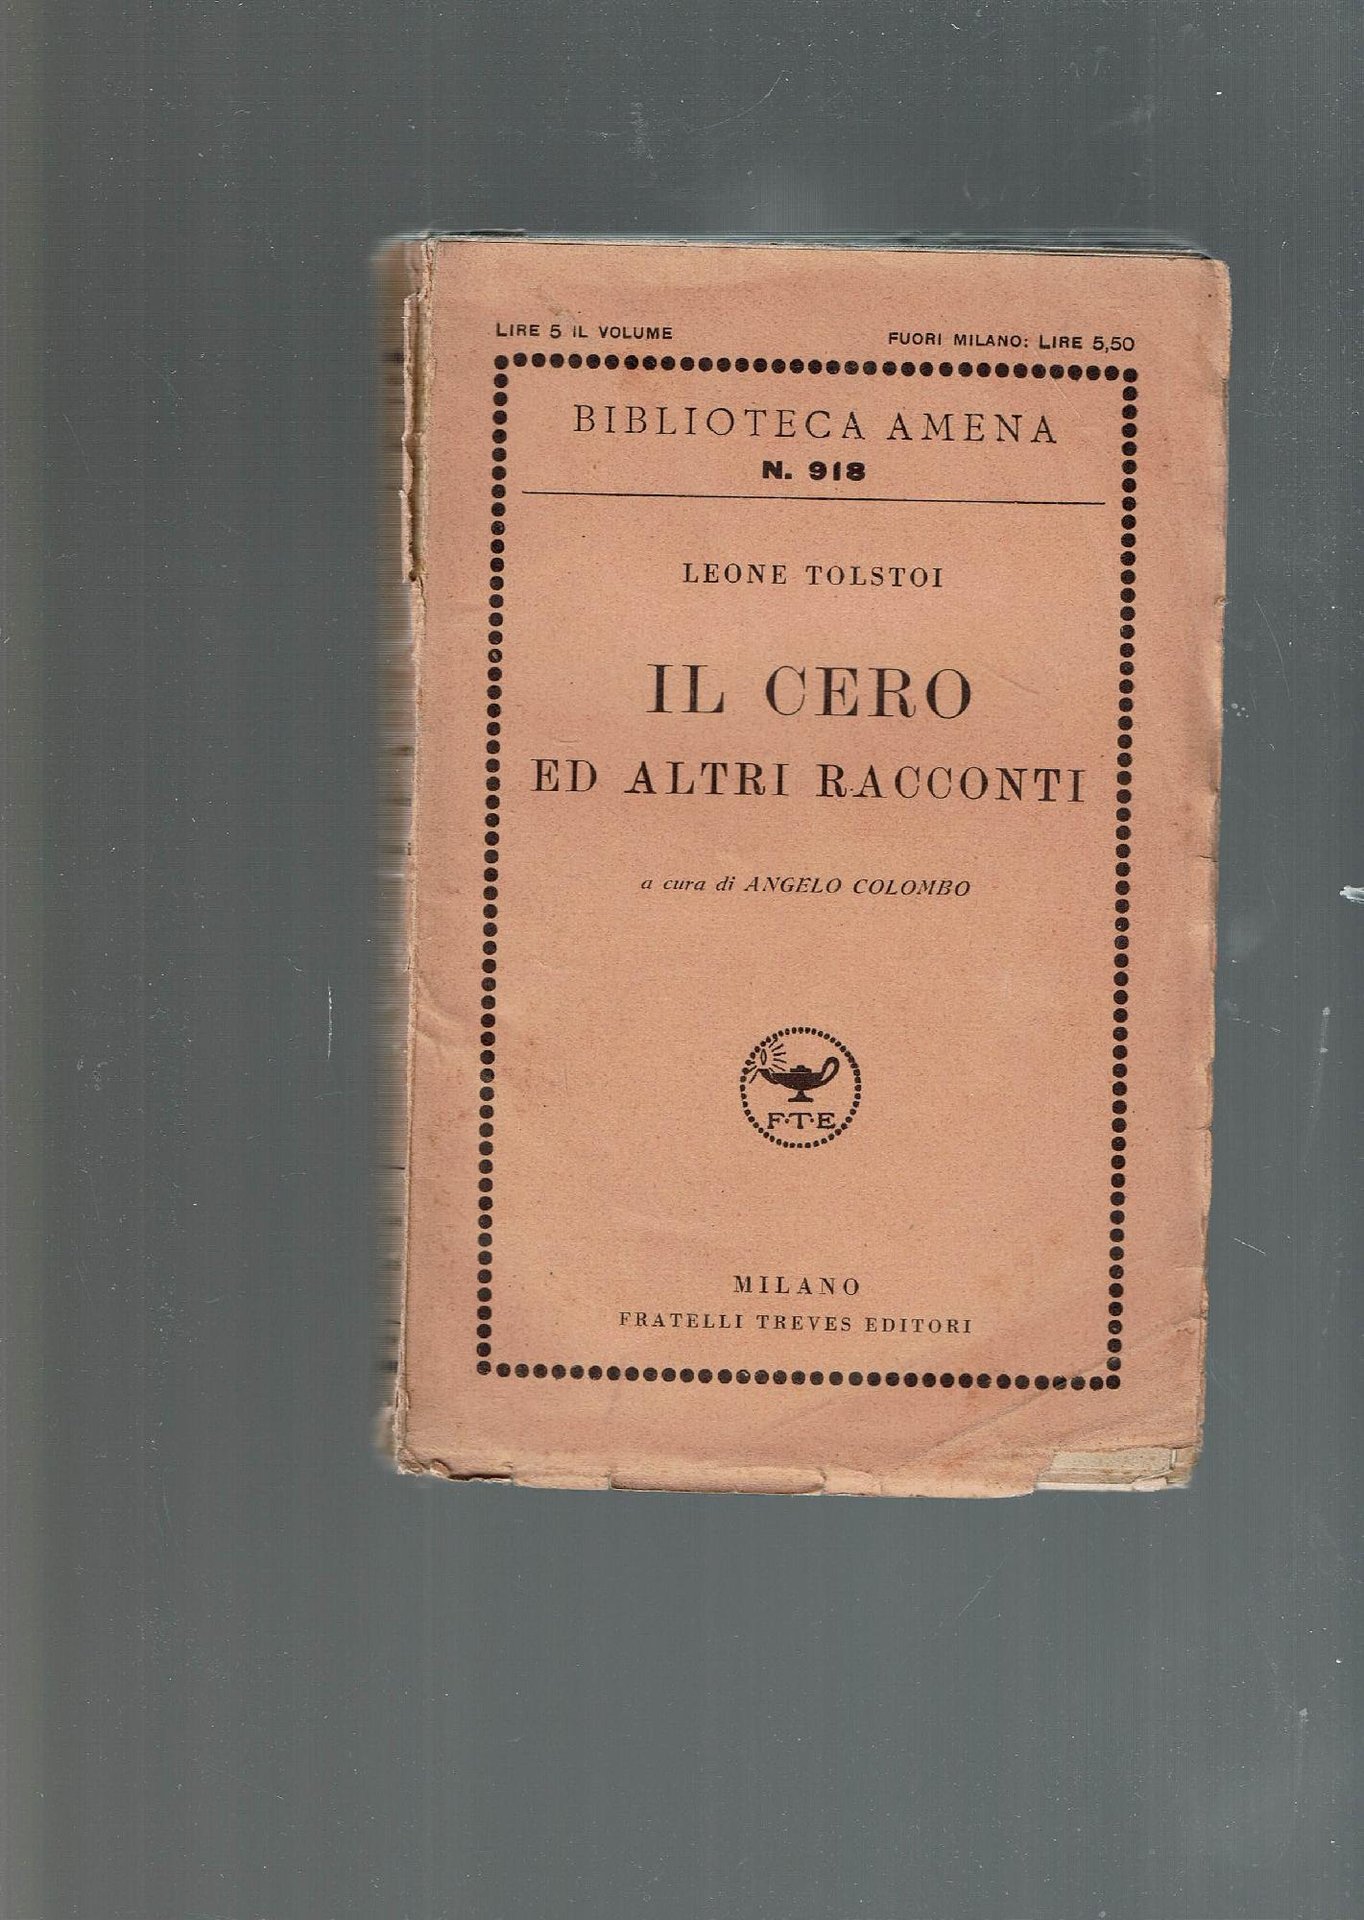 LIRE 5 IL VOLUME FUORI MILANO: LIRE 5,50
BIBLIOTECA AMENA
N. 918
LEONE TOLSTOI
IL CERO
ED ALTRI RACCONTI
a cura di ANGELO COLOMBO
F·T·E
MILANO
FRATELLI TREVES EDITORI